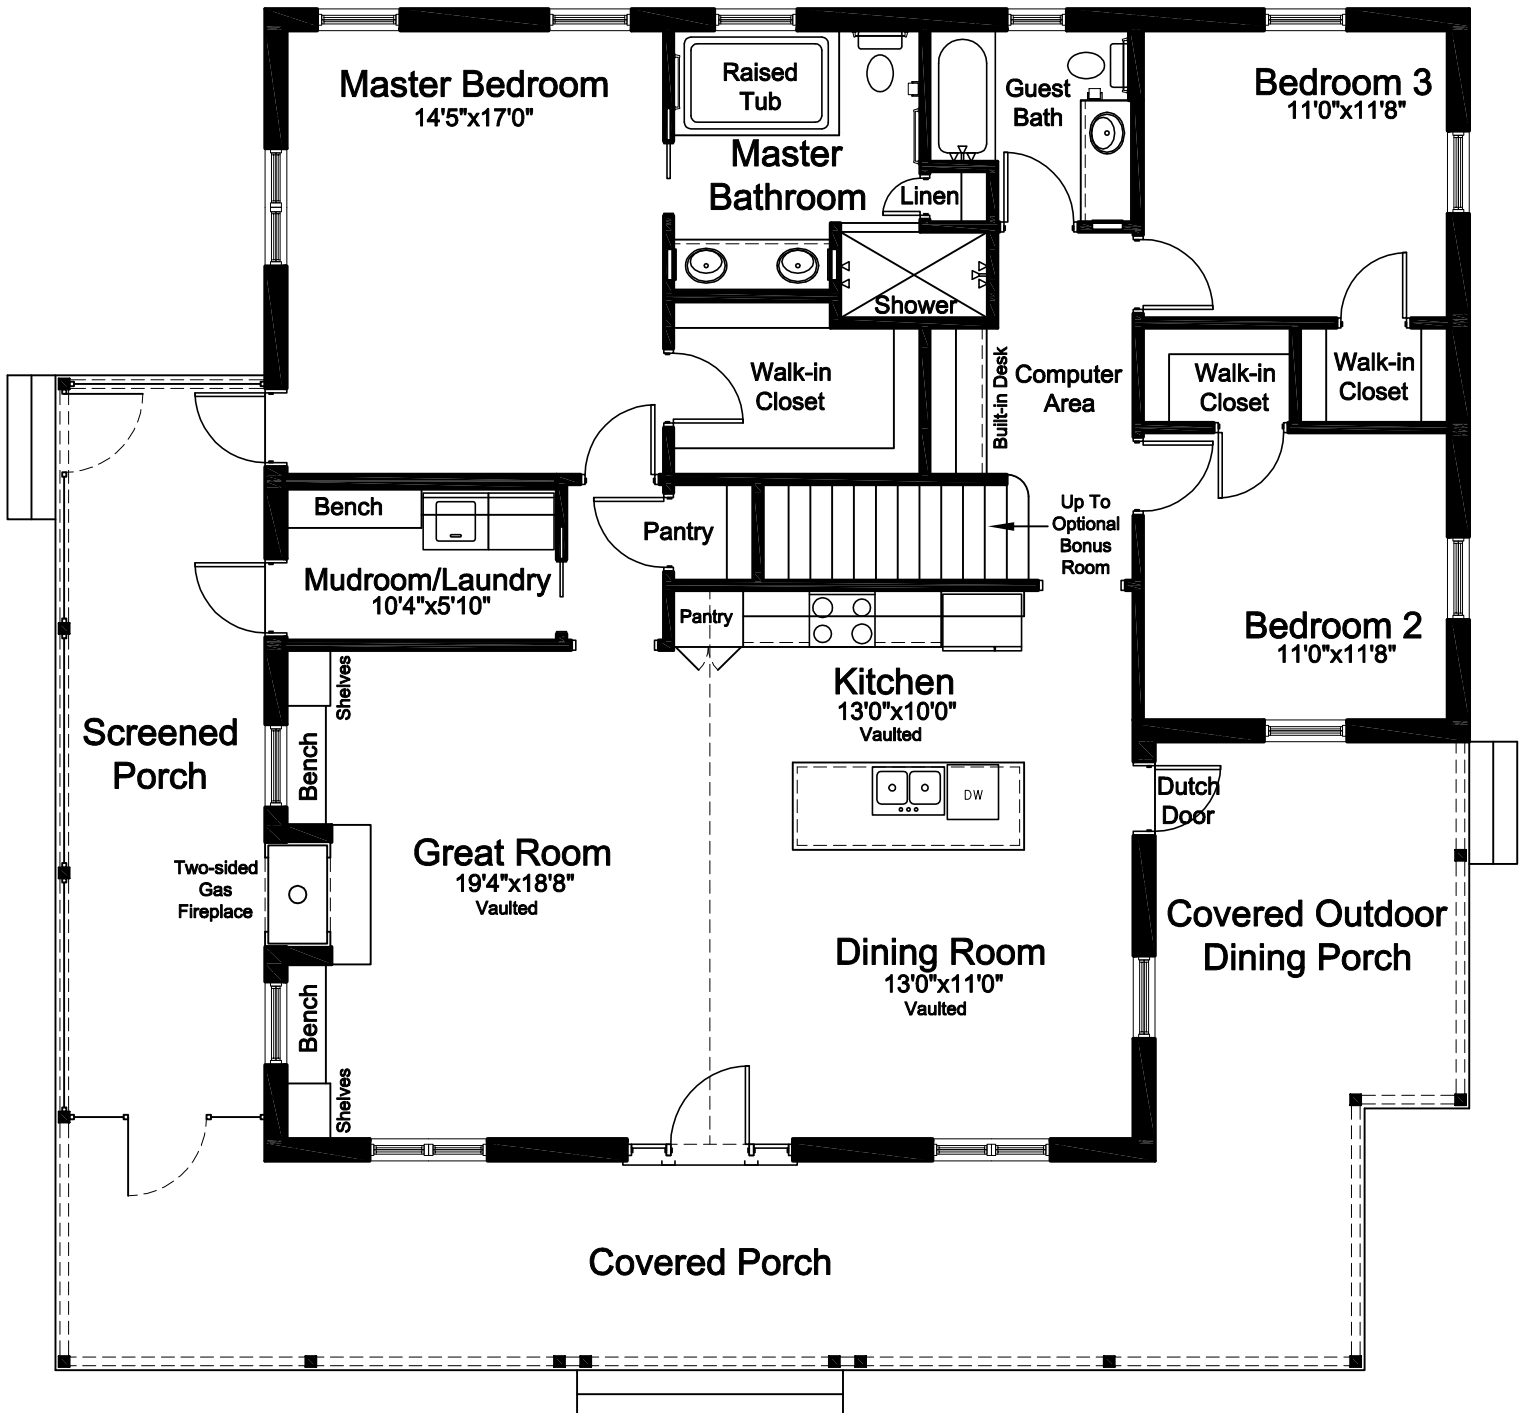 Master Bedroom
14'5"x17'0"
Raised
Tub
Master
Bathroom
Linen
Shower
Guest
Bath
Bedroom 3
11'0"x11'8"
Walk-in
Closet
Built-in Desk
Computer
Area
Walk-in
Closet
Walk-in
Closet
Bench
Mudroom/Laundry
10'4"x5'10"
Pantry
Up To
Optional
Bonus
Room
Pantry
Bedroom 2
11'0"x11'8"
Kitchen
13'0"x10'0"
Vaulted
Shelves
Bench
Screened
Porch
DW
Dutch
Door
Great Room
19'4"x18'8"
Vaulted
Two-sided
Gas
Fireplace
Covered Outdoor
Dining Porch
Dining Room
13'0"x11'0"
Vaulted
Bench
Shelves
Covered Porch